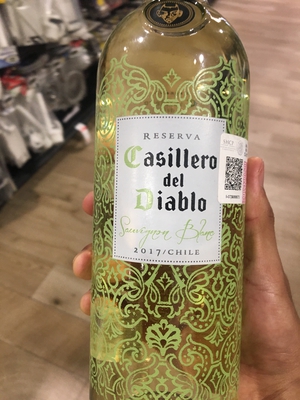 RESERVA
Casillero
del
Diablo
Sauvignon Blanc
2017/CHILE